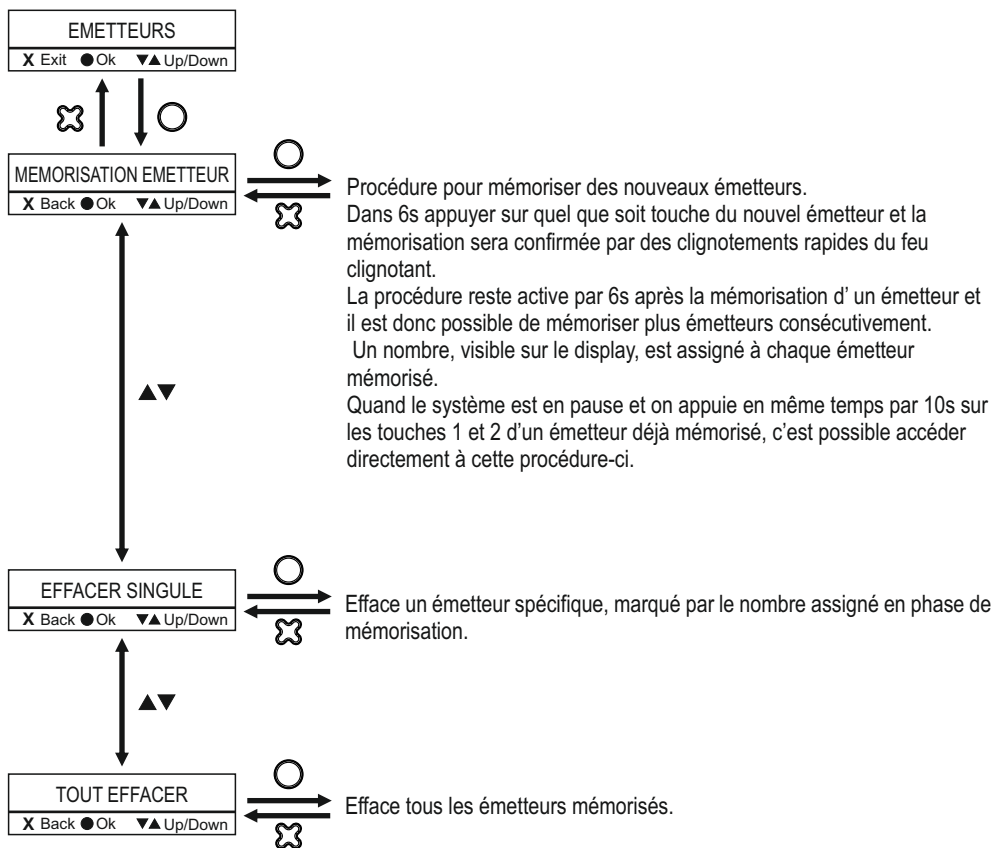 EMETTEURS
X Exit ●Ok ▼▲Up/Down
MEMORISATION EMETTEUR
X Back ●Ok ▼▲Up/Down
Procédure pour mémoriser des nouveaux émetteurs.
Dans 6s appuyer sur quel que soit touche du nouvel émetteur et la
mémorisation sera confirmée par des clignotements rapides du feu
clignotant.
La procédure reste active par 6s après la mémorisation d’ un émetteur et
il est donc possible de mémoriser plus émetteurs consécutivement.
Un nombre, visible sur le display, est assigné à chaque émetteur
mémorisé.
Quand le système est en pause et on appuie en même temps par 10s sur
les touches 1 et 2 d’un émetteur déjà mémorisé, c’est possible accéder
directement à cette procédure-ci.
▲▼
EFFACER SINGULE
X Back ●Ok ▼▲Up/Down
Efface un émetteur spécifique, marqué par le nombre assigné en phase de
mémorisation.
▲▼
TOUT EFFACER
X Back ●Ok ▼▲Up/Down
Efface tous les émetteurs mémorisés.